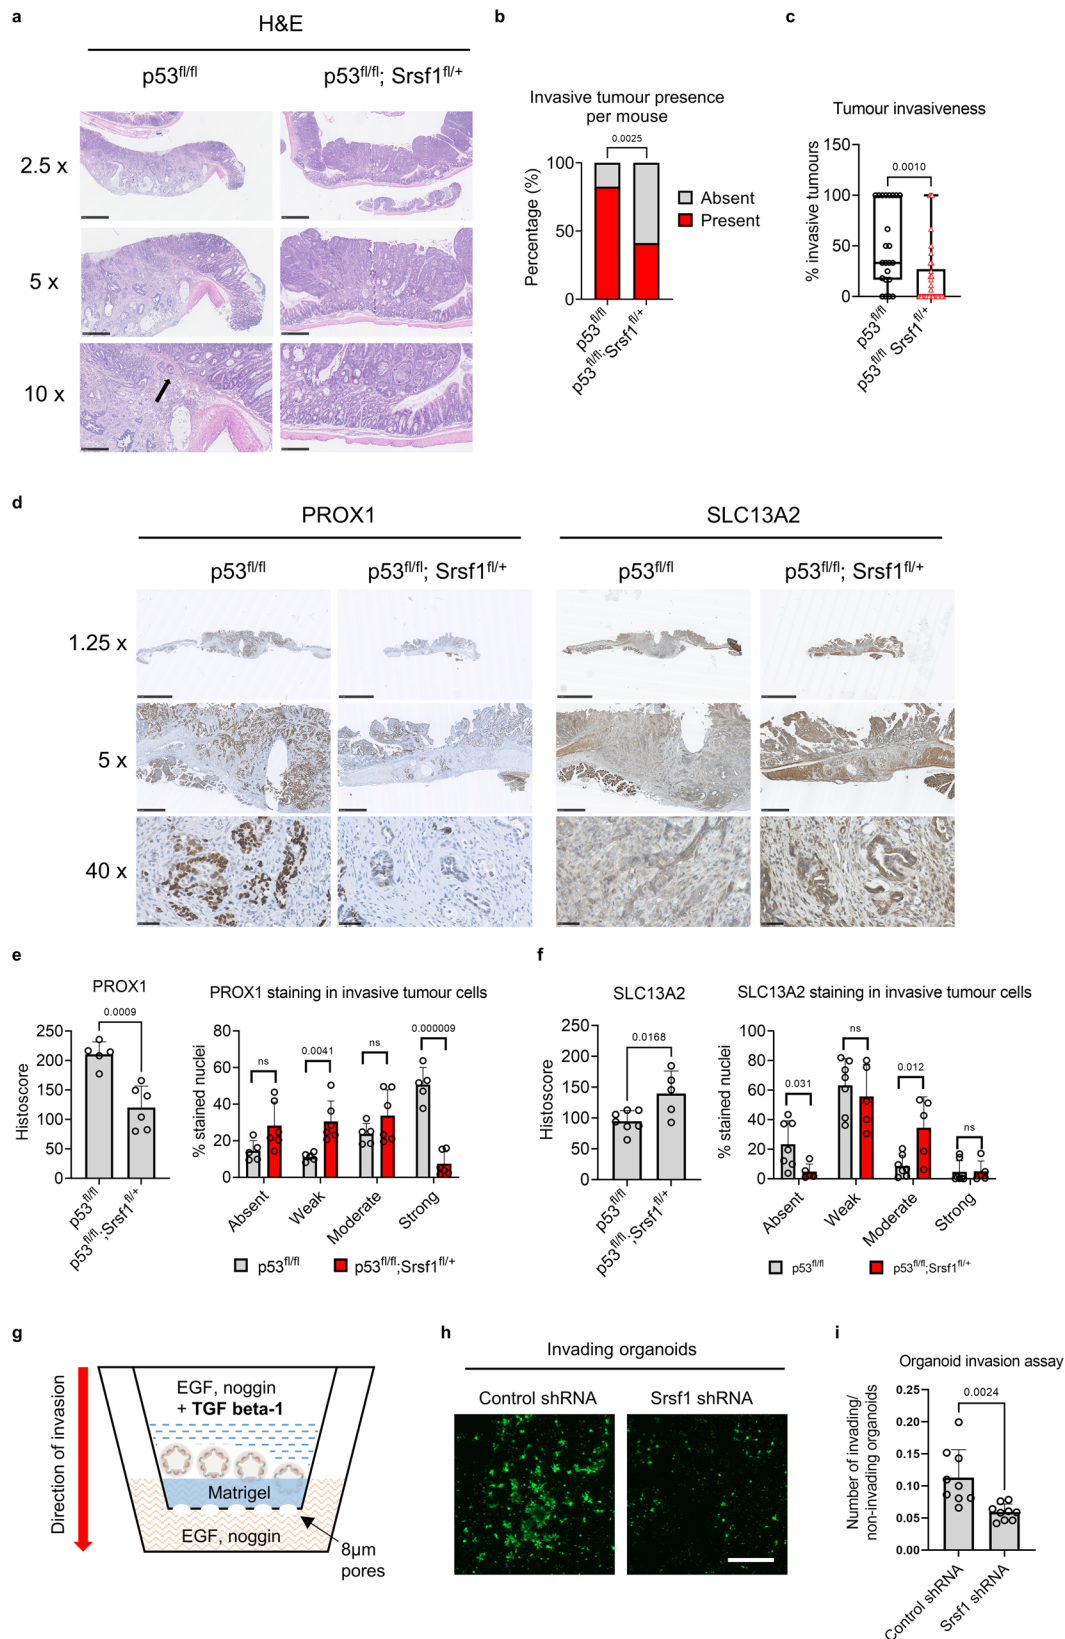 a
H&E
p53fl/fl
p53fl/fl; Srsf1fl/+
2.5 x
5 x
10 x
b
Invasive tumour presence
per mouse
0.0025
Percentage (%)
100
50
0
Absent
Present
p53fl/fl
p53fl/fl;Srsf1fl/+
c
Tumour invasiveness
0.0010
% invasive tumours
150
100
50
0
p53fl/fl
p53fl/fl Srsf1fl/+
d
PROX1
SLC13A2
p53fl/fl
p53fl/fl; Srsf1fl/+
p53fl/fl
p53fl/fl; Srsf1fl/+
1.25 x
5 x
40 x
e
PROX1
0.0009
Histoscore
250
200
150
100
50
0
p53fl/fl
p53fl/fl;Srsf1fl/+
PROX1 staining in invasive tumour cells
% stained nuclei
80
60
40
20
0
ns
0.0041
ns
0.000009
Absent
Weak
Moderate
Strong
p53fl/fl
p53fl/fl;Srsf1fl/+
f
SLC13A2
0.0168
Histoscore
250
200
150
100
50
0
p53fl/fl
p53fl/fl;Srsf1fl/+
SLC13A2 staining in invasive tumour cells
% stained nuclei
100
80
60
40
20
0
0.031
ns
0.012
ns
Absent
Weak
Moderate
Strong
p53fl/fl
p53fl/fl;Srsf1fl/+
g
Direction of invasion
EGF, noggin
+ TGF beta-1
Matrigel
EGF, noggin
8µm
pores
h
Invading organoids
Control shRNA
Srsf1 shRNA
i
Organoid invasion assay
0.0024
Number of invading/
non-invading organoids
0.25
0.20
0.15
0.10
0.05
0.00
Control shRNA
Srsf1 shRNA